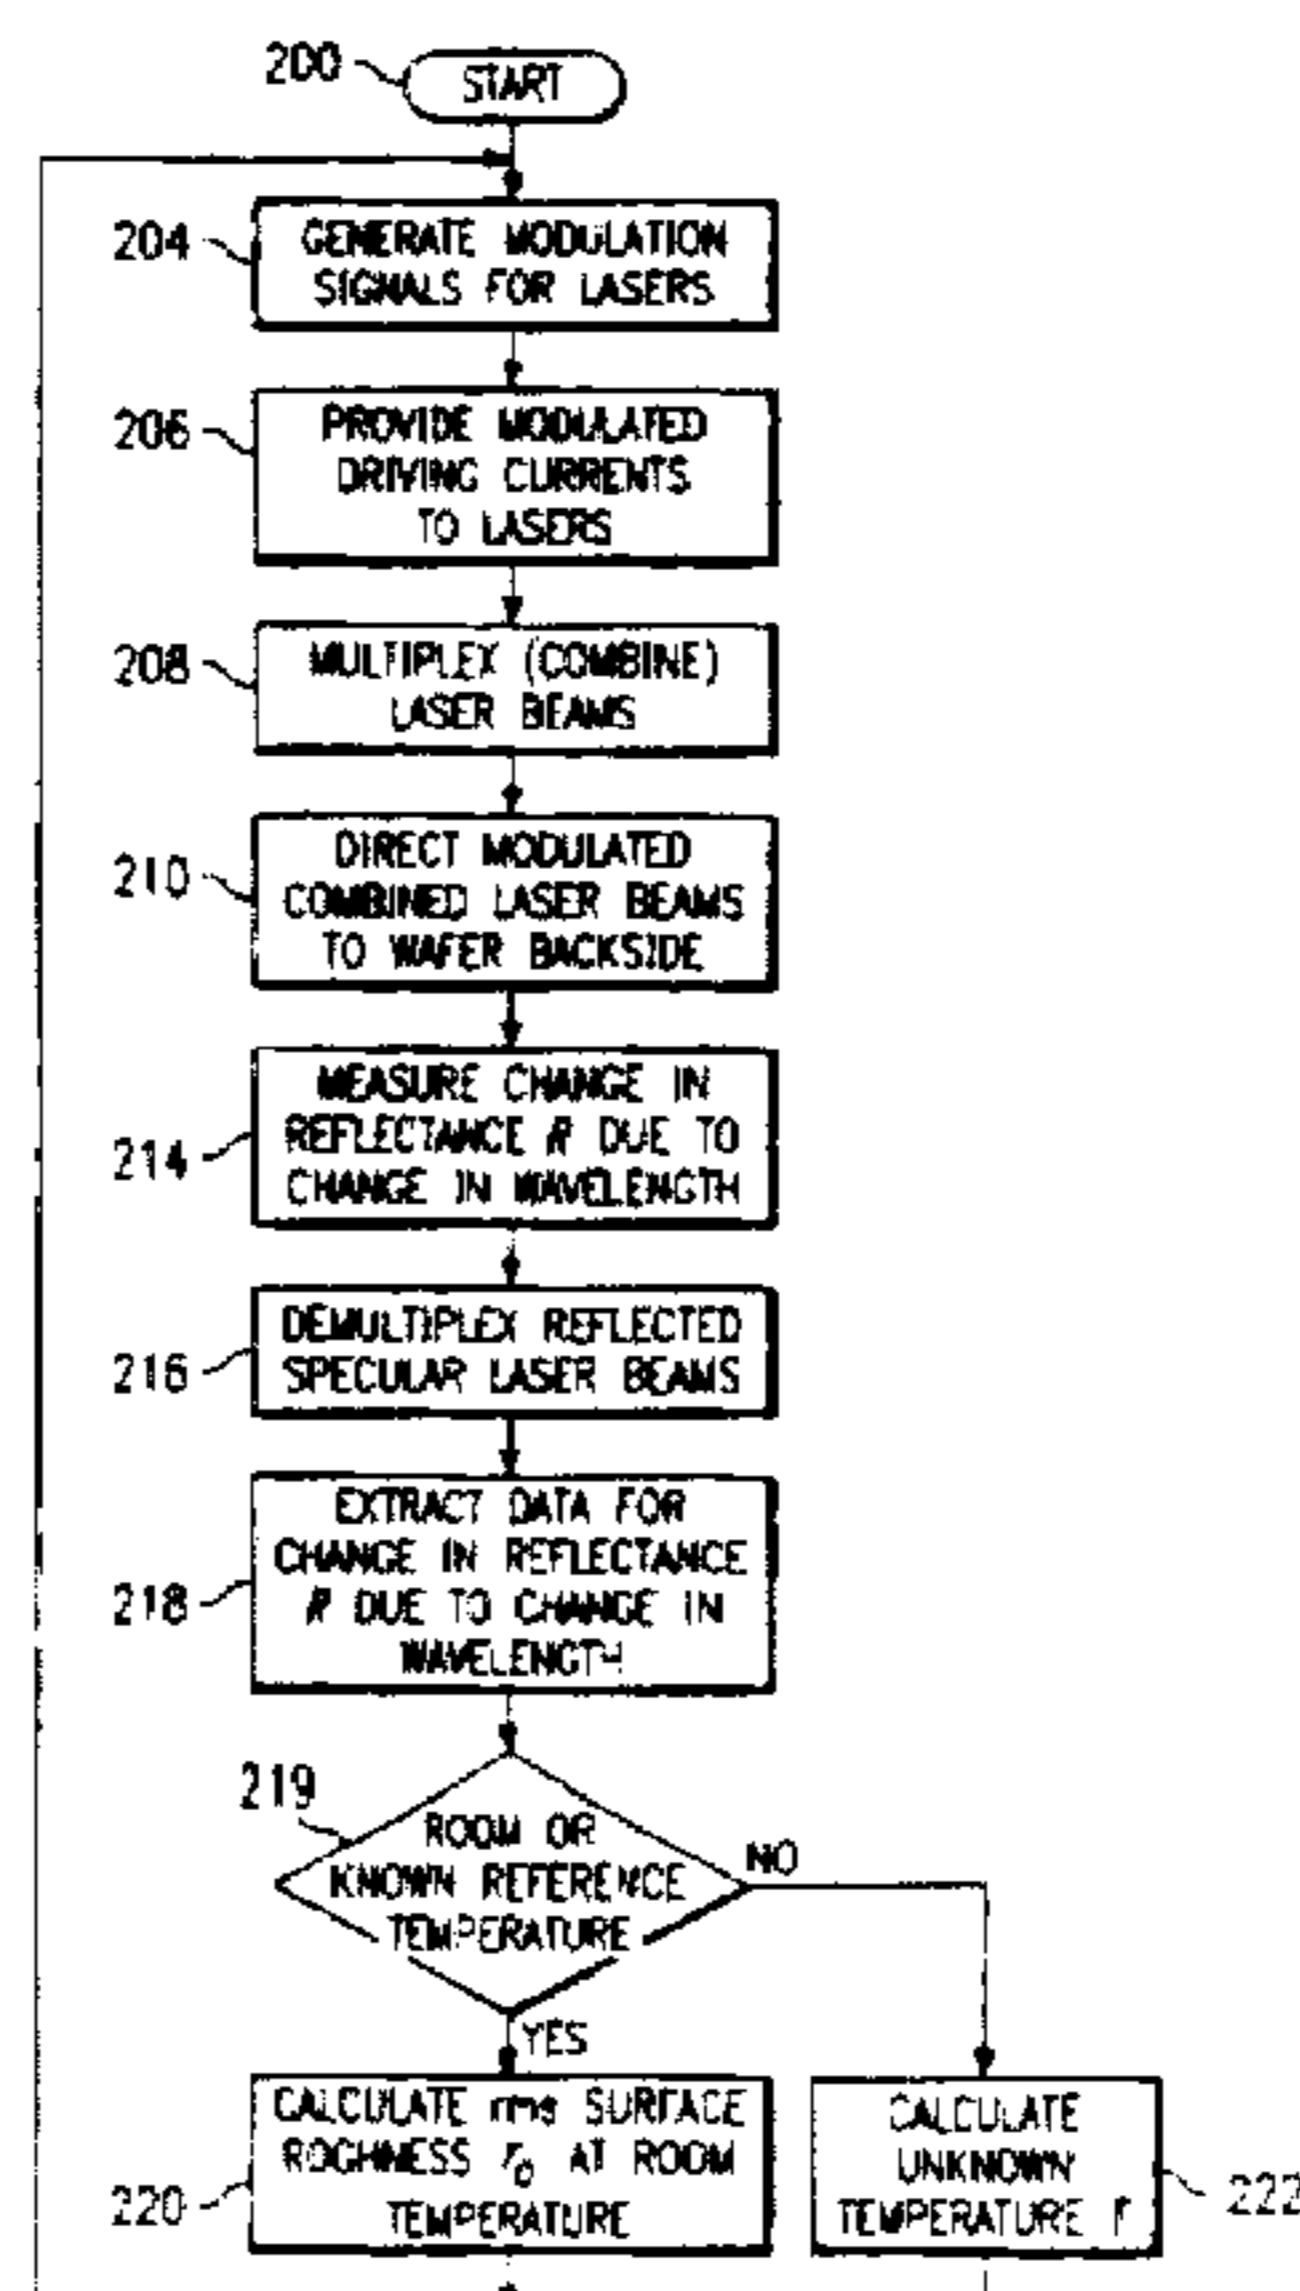 200
START
204
GENERATE MODULATION
SIGNALS FOR LASERS
206
PROVIDE MODULATED
DRIVING CURRENTS
TO LASERS
208
MULTIPLEX (COMBINE)
LASER BEAMS
210
DIRECT MODULATED
COMBINED LASER BEAMS
TO WAFER BACKSIDE
214
MEASURE CHANGE IN
REFLECTANCE R DUE TO
CHANGE IN WAVELENGTH
216
DEMULTIPLEX REFLECTED
SPECULAR LASER BEAMS
218
EXTRACT DATA FOR
CHANGE IN REFLECTANCE
R DUE TO CHANGE IN
WAVELENGTH
219
ROOM OR
KNOWN REFERENCE
TEMPERATURE
NO
YES
220
CALCULATE rms SURFACE
ROGHNESS r0 AT ROOM
TEMPERATURE
CALCULATE
UNKNOWN
TEMPERATURE T
222